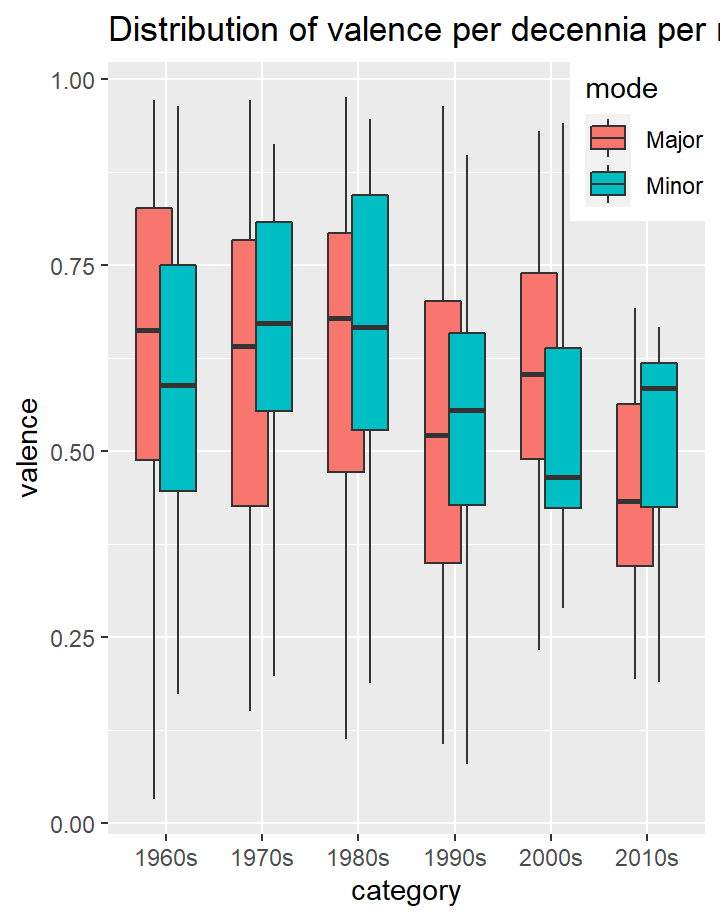 Distribution of valence per decennia per
mode
Major
Minor
1.00
0.75
0.50
0.25
0.00
valence
1960s 1970s 1980s 1990s 2000s 2010s
category